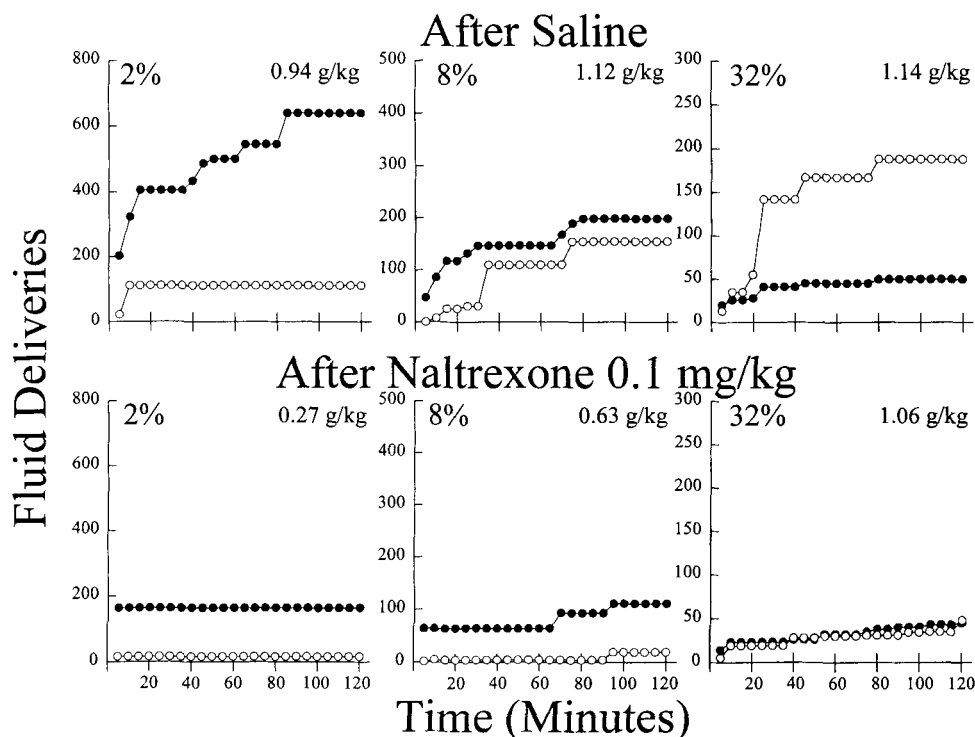 After Saline
2% 0.94 g/kg
8% 1.12 g/kg
32% 1.14 g/kg
800
600
400
200
0
500
400
300
200
100
0
300
250
200
150
100
50
0
Fluid Deliveries
After Naltrexone 0.1 mg/kg
2% 0.27 g/kg
8% 0.63 g/kg
32% 1.06 g/kg
800
600
400
200
0
500
400
300
200
100
0
300
250
200
150
100
50
0
20 40 60 80 100 120
20 40 60 80 100 120
20 40 60 80 100 120
Time (Minutes)